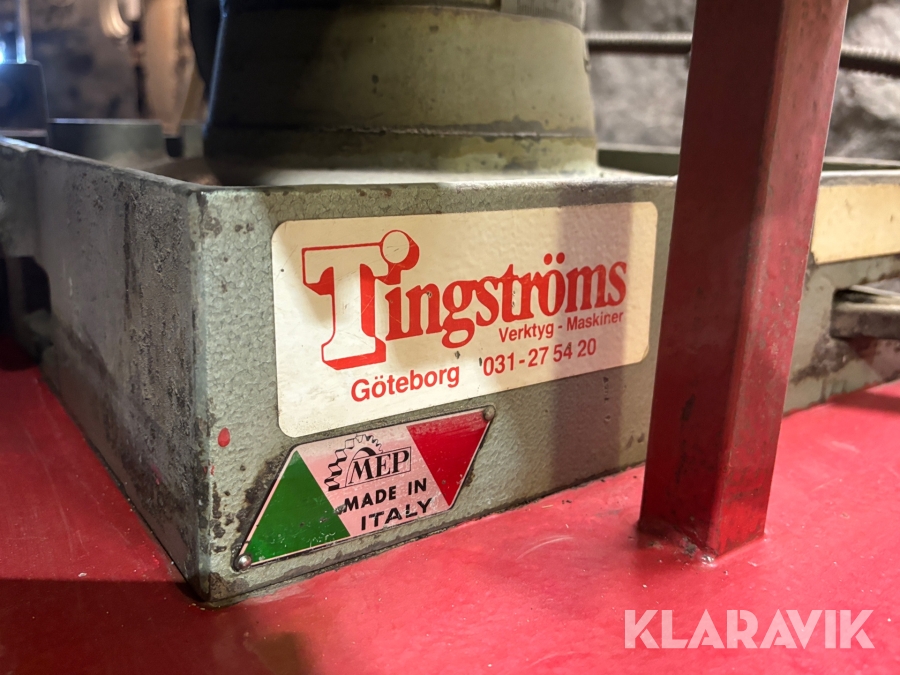 Tingströms
Verktyg - Maskiner
Göteborg 031-27 54 20
MEP
MADE IN
ITALY
KLARAVIK